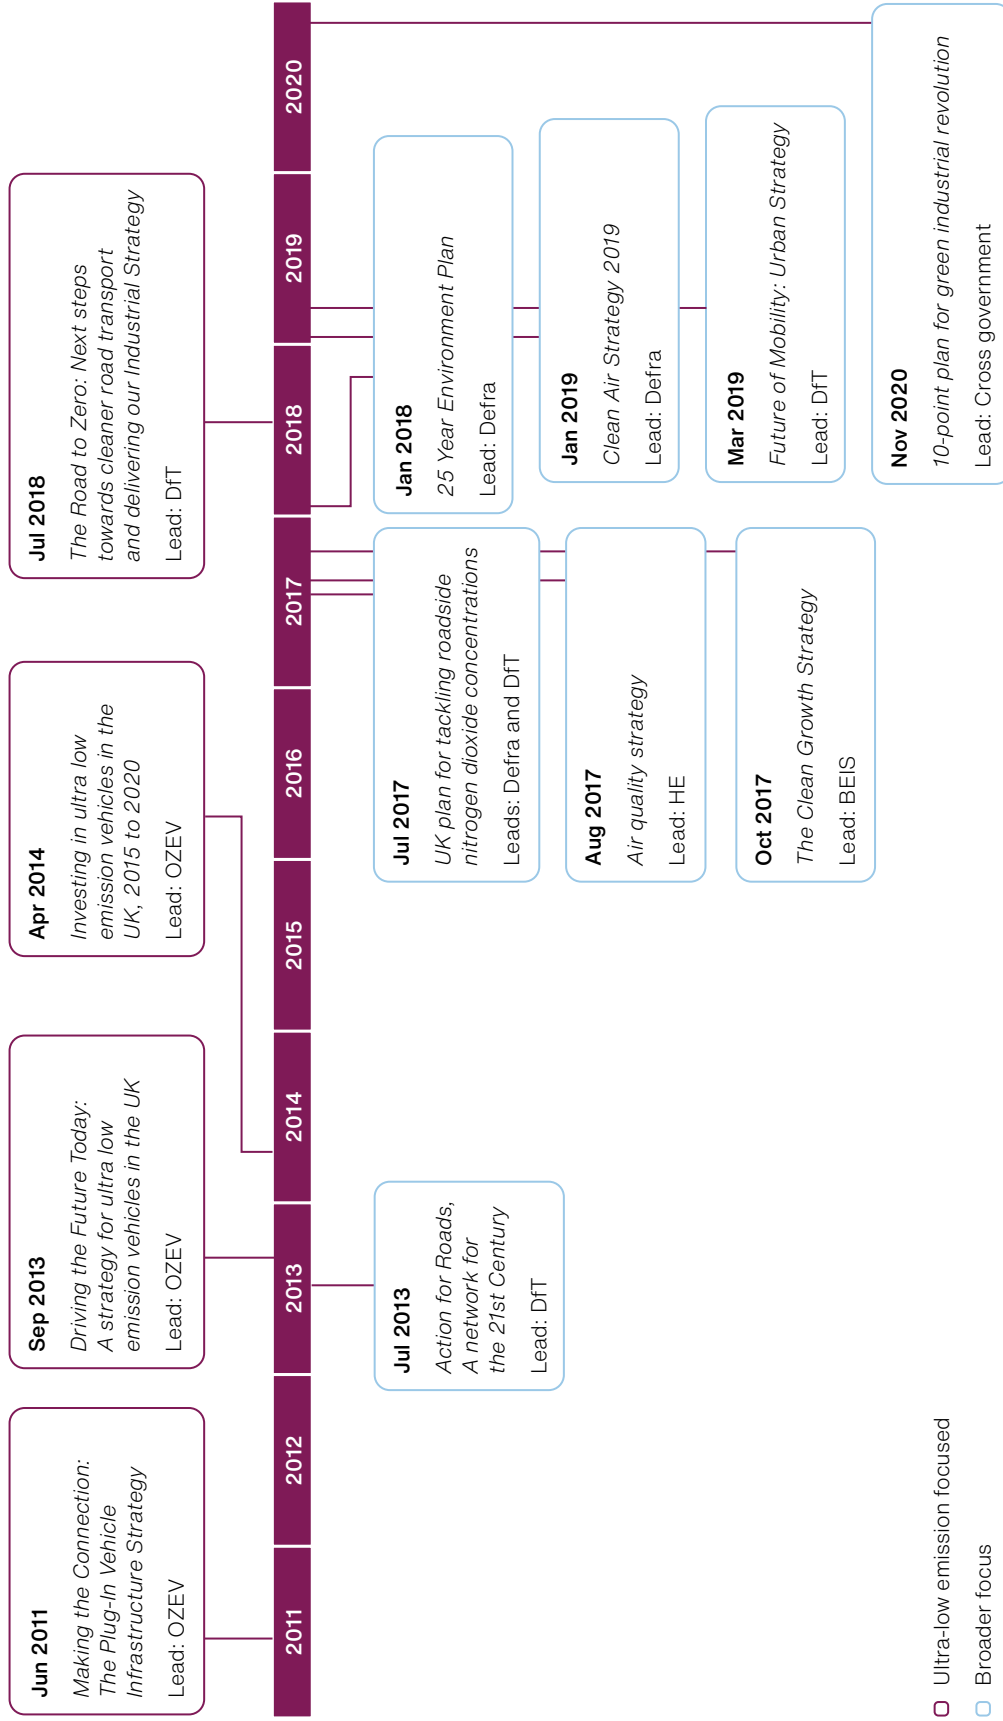 Jun 2011
Making the Connection:
The Plug-In Vehicle
Infrastructure Strategy
Lead: OZEV
Sep 2013
Driving the Future Today:
A strategy for ultra low
emission vehicles in the UK
Lead: OZEV
Apr 2014
Investing in ultra low
emission vehicles in the
UK, 2015 to 2020
Lead: OZEV
Jul 2018
The Road to Zero: Next steps
towards cleaner road transport
and delivering our Industrial Strategy
Lead: DfT
2011
2012
2013
2014
2015
2016
2017
2018
2019
2020
Jul 2013
Action for Roads,
A network for
the 21st Century
Lead: DfT
Jul 2017
UK plan for tackling roadside
nitrogen dioxide concentrations
Leads: Defra and DfT
Aug 2017
Air quality strategy
Lead: HE
Oct 2017
The Clean Growth Strategy
Lead: BEIS
Jan 2018
25 Year Environment Plan
Lead: Defra
Jan 2019
Clean Air Strategy 2019
Lead: Defra
Mar 2019
Future of Mobility: Urban Strategy
Lead: DfT
Nov 2020
10-point plan for green industrial revolution
Lead: Cross government
Ultra-low emission focused
Broader focus